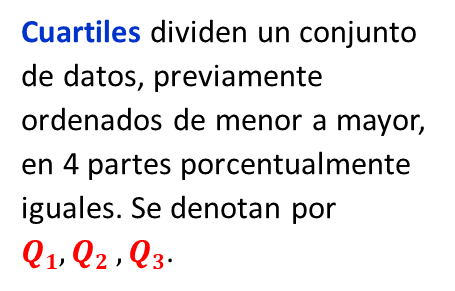 Cuartiles dividen un conjunto
de datos, previamente
ordenados de menor a mayor,
en 4 partes porcentualmente
iguales. Se denotan por
Q₁, Q₂ , Q₃.